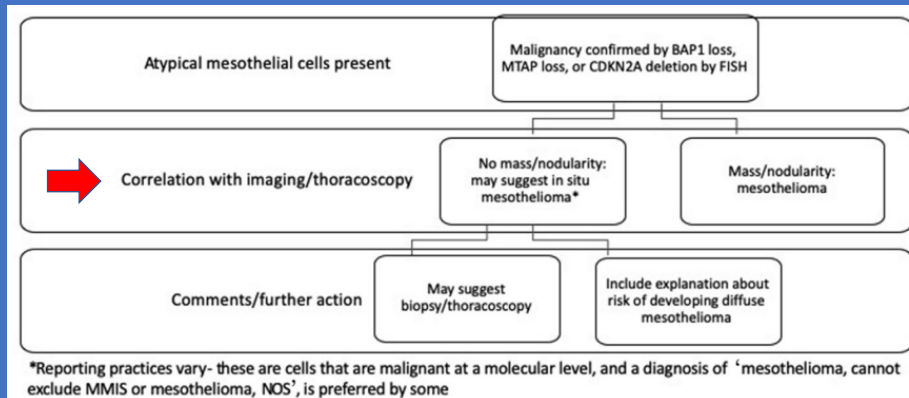 Atypical mesothelial cells present
Malignancy confirmed by BAP1 loss,
MTAP loss, or CDKN2A deletion by FISH
Correlation with imaging/thoracoscopy
No mass/nodularity:
may suggest in situ
mesothelioma*
Mass/nodularity:
mesothelioma
Comments/further action
May suggest
biopsy/thoracoscopy
Include explanation about
risk of developing diffuse
mesothelioma
*Reporting practices vary- these are cells that are malignant at a molecular level, and a diagnosis of ‘mesothelioma, cannot
exclude MMIS or mesothelioma, NOS’, is preferred by some